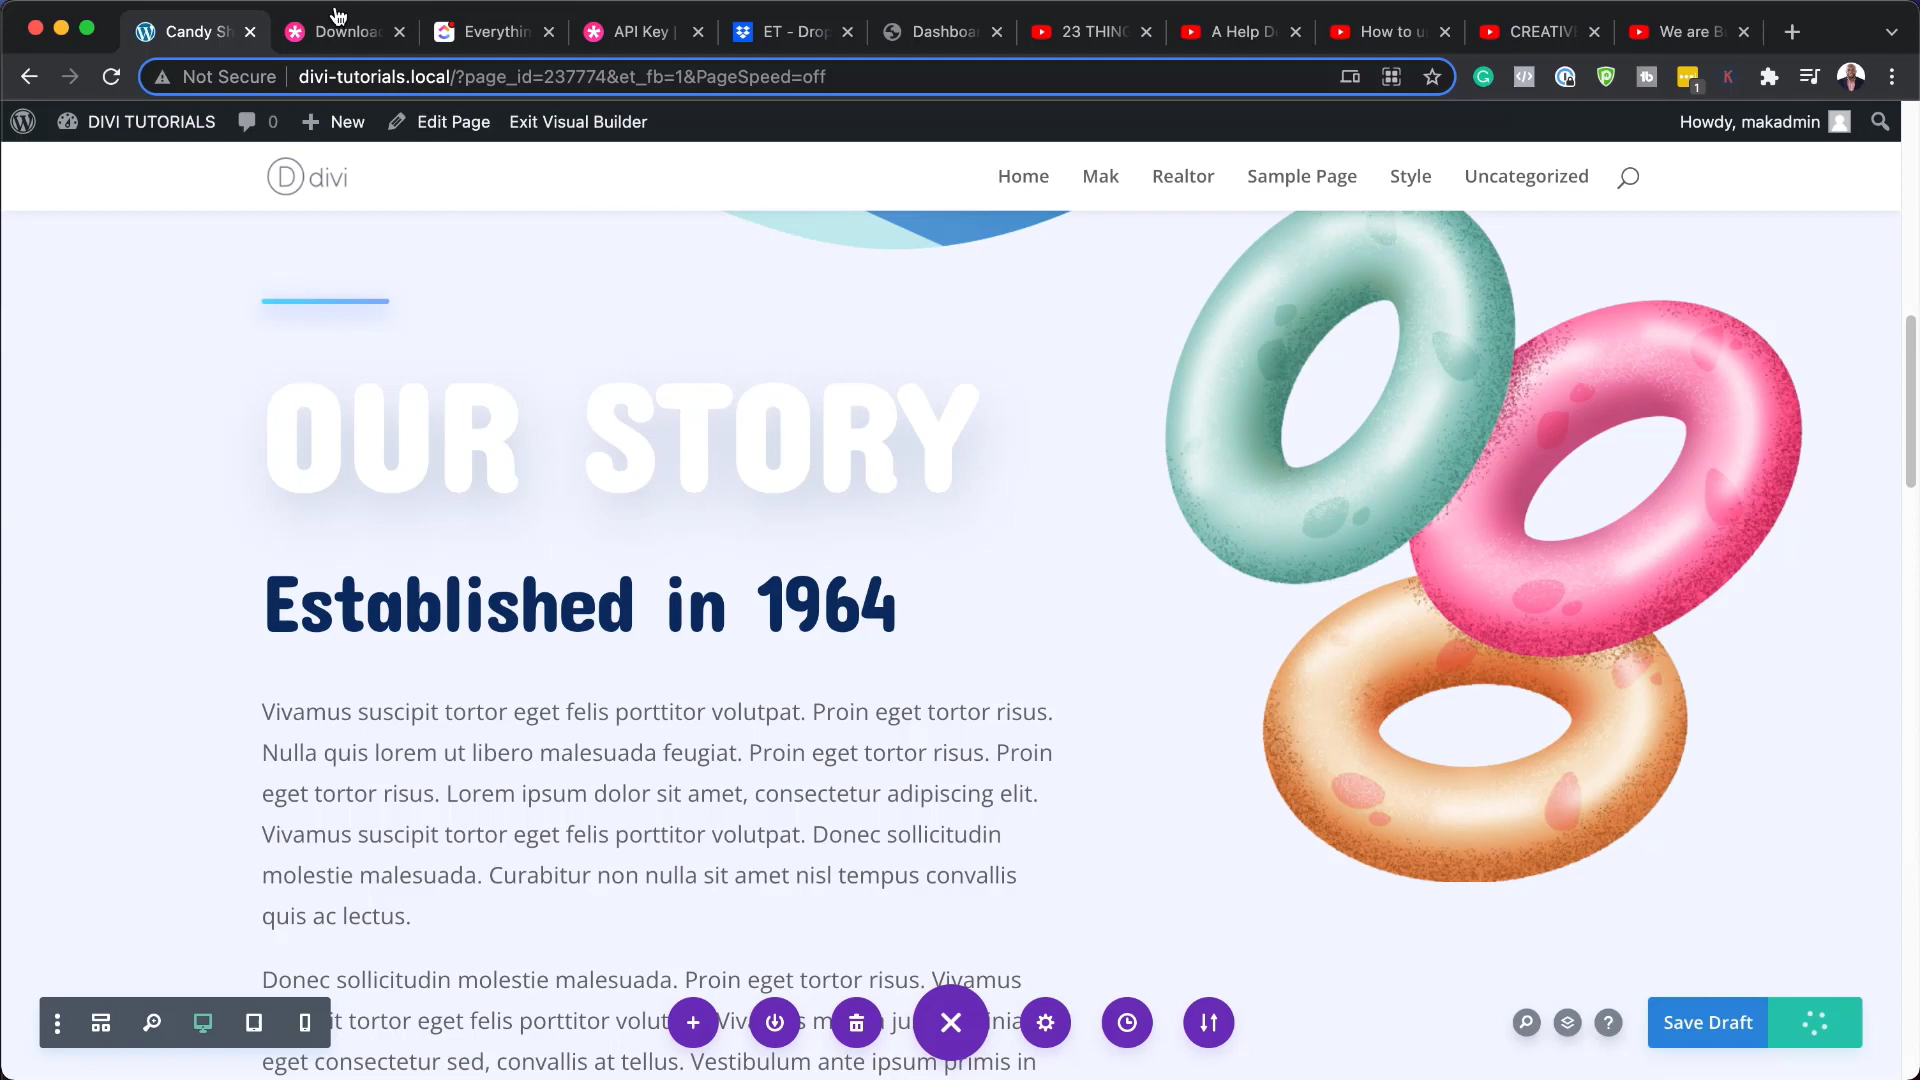 Candy Sh
Downloa
Everythin
API Key |
ET - Drop
Dashboa
23 THING
A Help D
How to u
CREATIVE
We are B
Not Secure
divi-tutorials.local/?page_id=237774&et_fb=1&PageSpeed=off
1
DIVI TUTORIALS
0
New
Edit Page
Exit Visual Builder
Howdy, makadmin
D divi
Home
Mak
Realtor
Sample Page
Style
Uncategorized
OUR STORY
Established in 1964
Vivamus suscipit tortor eget felis porttitor volutpat. Proin eget tortor risus.
Nulla quis lorem ut libero malesuada feugiat. Proin eget tortor risus. Proin
eget tortor risus. Lorem ipsum dolor sit amet, consectetur adipiscing elit.
Vivamus suscipit tortor eget felis porttitor volutpat. Donec sollicitudin
molestie malesuada. Curabitur non nulla sit amet nisl tempus convallis
quis ac lectus.
Donec sollicitudin molestie malesuada. Proin eget tortor risus. Vivamus
it tortor eget felis porttitor volut
eget consectetur sed, convallis at tellus. Vestibulum ante ipsum primis in
Save Draft